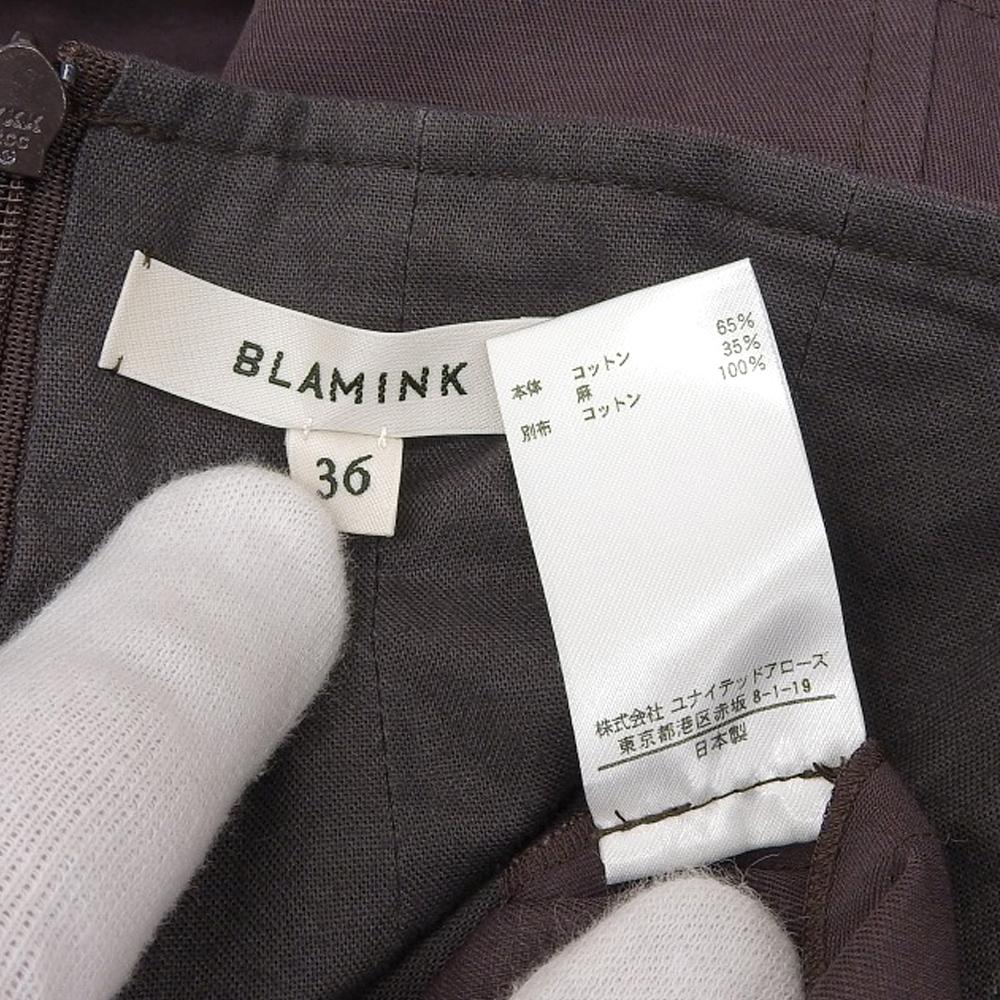 BLAMINK
36
本体 コットン 65%
麻 35%
別布 コットン 100%
株式会社 ユナイテッドアローズ
東京都港区赤坂 8-1-19
日本製